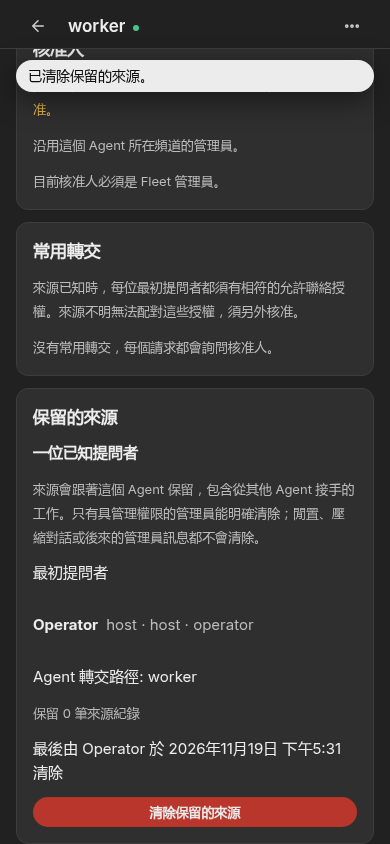 worker
核准人
已清除保留的來源。
准。
沿用這個 Agent 所在頻道的管理員。
目前核准人必須是 Fleet 管理員。
常用轉交
來源已知時，每位最初提問者都須有相符的允許聯絡授
權。來源不明無法配對這些授權，須另外核准。
沒有常用轉交，每個請求都會詢問核准人。
保留的來源
一位已知提問者
來源會跟著這個 Agent 保留，包含從其他 Agent 接手的
工作。只有具管理權限的管理員能明確清除；閒置、壓
縮對話或後來的管理員訊息都不會清除。
最初提問者
Operator host · host · operator
Agent 轉交路徑: worker
保留 0 筆來源紀錄
最後由 Operator 於 2026年11月19日 下午5:31
清除
清除保留的來源